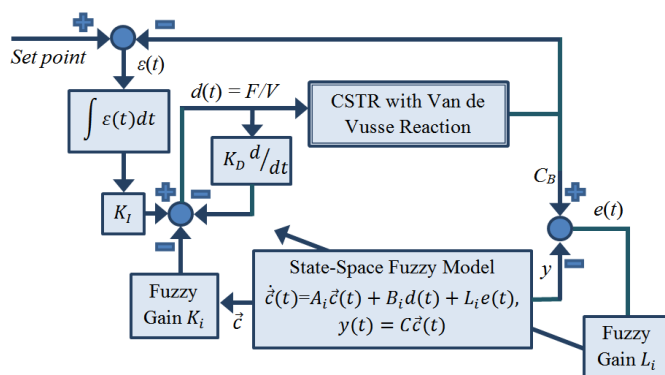 Set point
ε(t)
∫ ε(t)dt
d(t) = F/V
CSTR with Van de
Vusse Reaction
K_D d/dt
K_I
C_B
e(t)
y
State-Space Fuzzy Model
ċ⃗(t)=A_i c⃗(t) + B_i d(t) + L_i e(t),
y(t) = Cc⃗(t)
Fuzzy
Gain K_i
c⃗
Fuzzy
Gain L_i